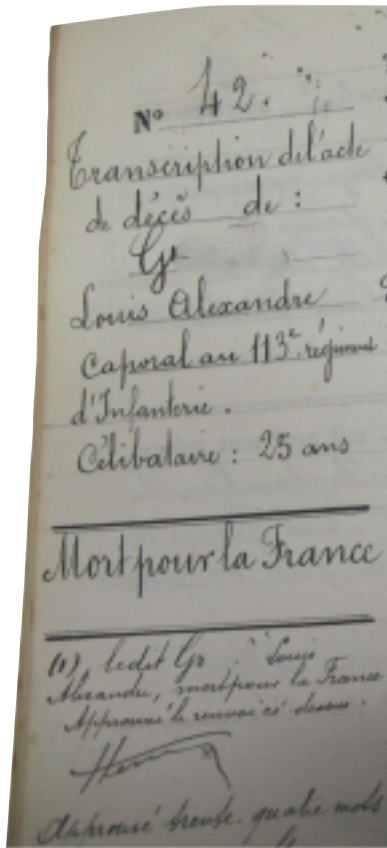 N° 42.
Transcription de l'acte
de décès de :
G
Louis Alexandre
Caporal au 113e régiment
d'Infanterie.
Célibataire : 25 ans
Mort pour la France
(1) ledit G Louis
Alexandre, mort pour la France
Approuvé le renvoi ci-dessus.
Approuvé trente-quatre mots